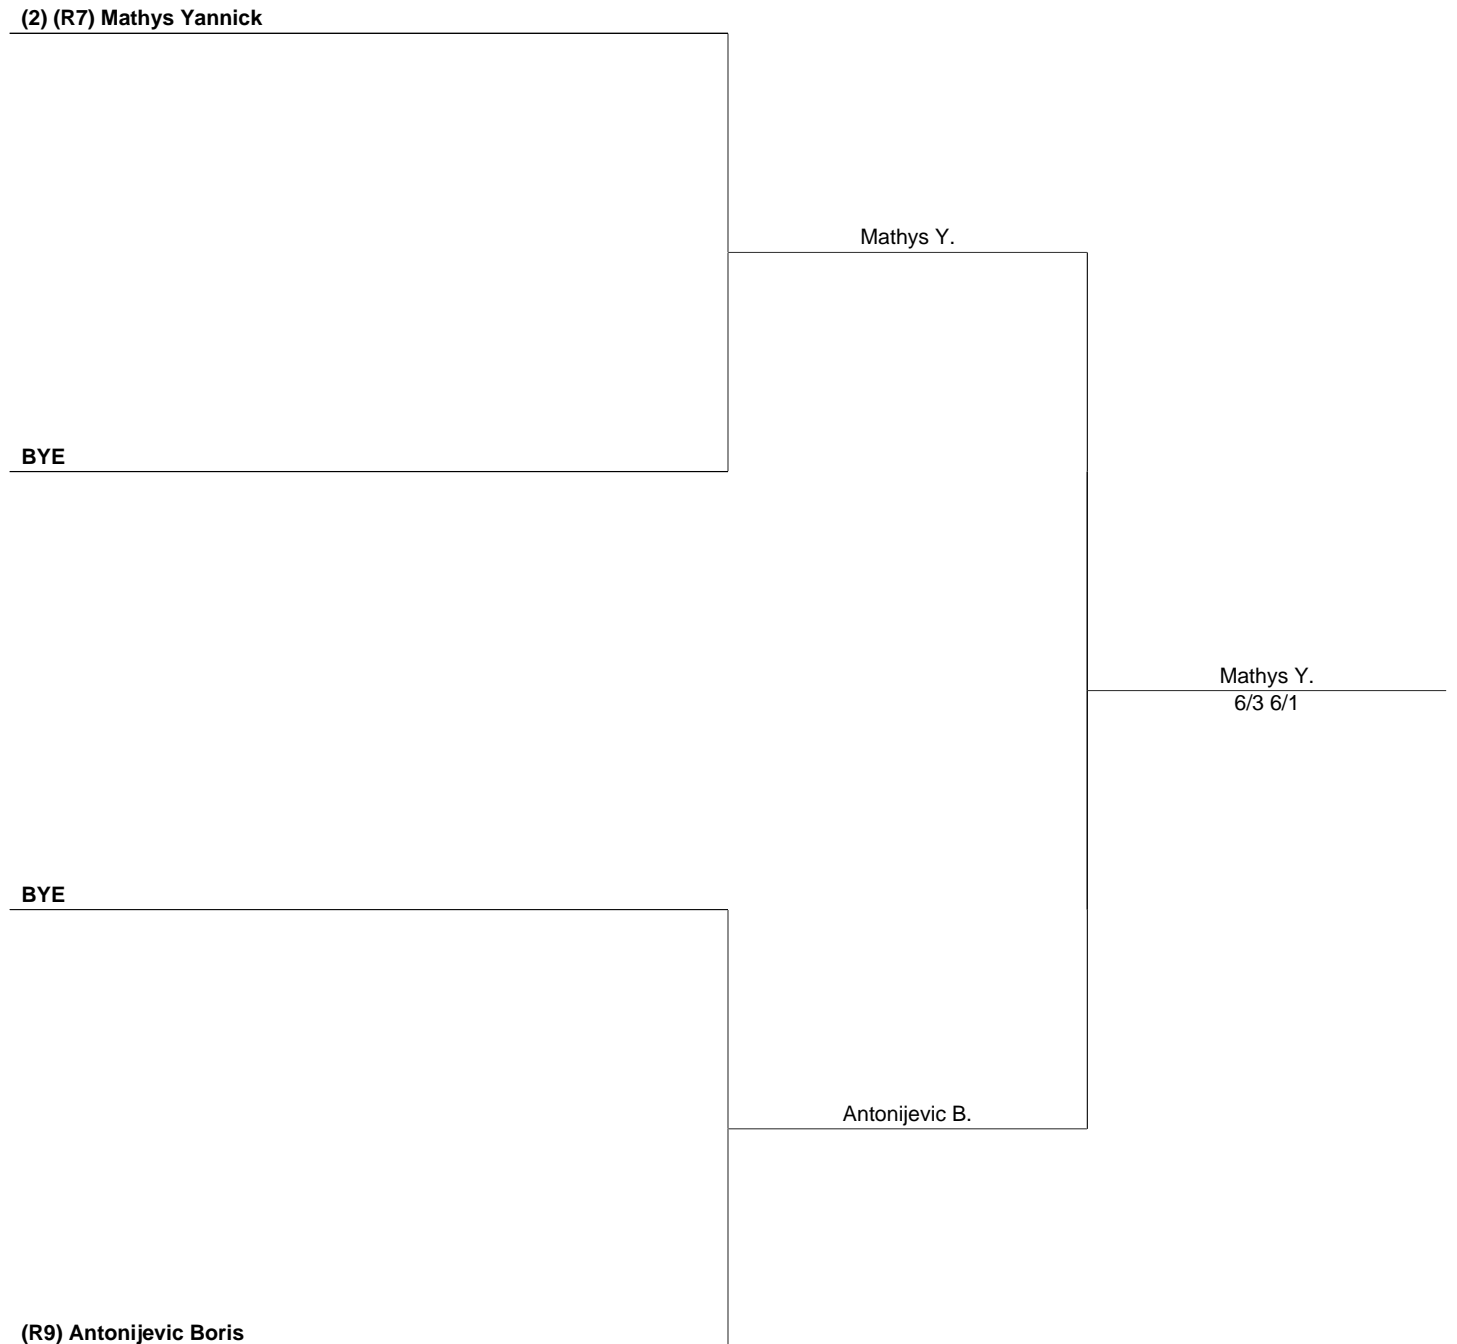 (2) (R7) Mathys Yannick
Mathys Y.
BYE
Mathys Y.
6/3 6/1
BYE
Antonijevic B.
(R9) Antonijevic Boris